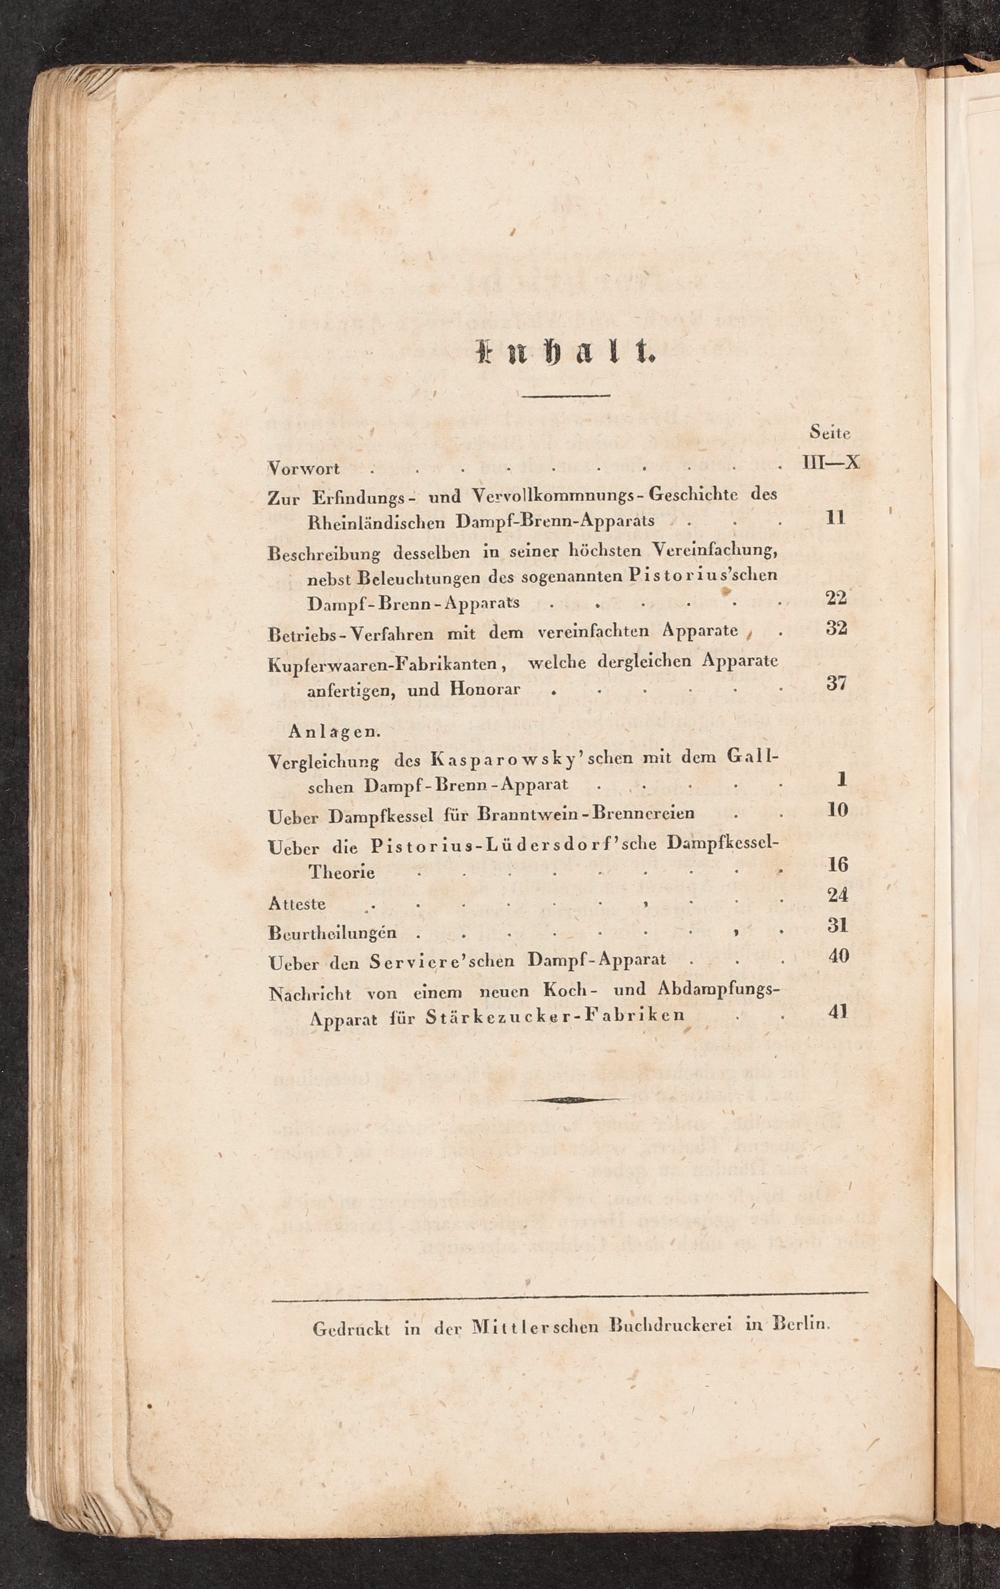 Inhalt.
Seite
Vorwort . . . . . . . . . . III—X
Zur Erfindungs- und Vervollkommnungs-Geschichte des
Rheinländischen Dampf-Brenn-Apparats . . . 11
Beschreibung desselben in seiner höchsten Vereinfachung,
nebst Beleuchtungen des sogenannten Pistorius'schen
Dampf-Brenn-Apparats . . . . . . 22
Betriebs-Verfahren mit dem vereinfachten Apparate , . 32
Kupferwaaren-Fabrikanten, welche dergleichen Apparate
anfertigen, und Honorar . . . . . . 37
Anlagen.
Vergleichung des Kasparowsky'schen mit dem Gall-
schen Dampf-Brenn-Apparat . . . . . 1
Ueber Dampfkessel für Branntwein-Brennereien . . 10
Ueber die Pistorius-Lüdersdorf'sche Dampfkessel-
Theorie . . . . . . . . . 16
Atteste . . . . . . , . . . 24
Beurtheilungén . . . . . . . , . 31
Ueber den Serviere'schen Dampf-Apparat . . . 40
Nachricht von einem neuen Koch- und Abdampfungs-
Apparat für Stärkezucker-Fabriken . . 41
Gedruckt in der Mittlerschen Buchdruckerei in Berlin.